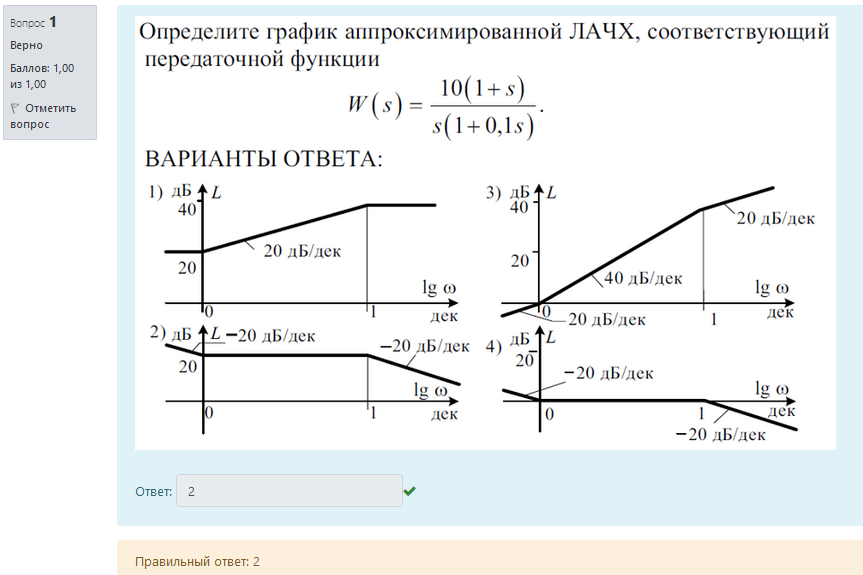 Вопрос 1
Верно
Баллов: 1,00
из 1,00
Отметить
вопрос
Определите график аппроксимированной ЛАЧХ, соответствующий
передаточной функции
W(s) = 10(1+s) / s(1+0,1s).
ВАРИАНТЫ ОТВЕТА:
1) дБ L
40
20
20 дБ/дек
0
1
lg ω
дек
3) дБ L
40
20
20 дБ/дек
40 дБ/дек
20 дБ/дек
0
1
lg ω
дек
2) дБ L
−20 дБ/дек
20
−20 дБ/дек
0
1
lg ω
дек
4) дБ L
20
−20 дБ/дек
0
1
−20 дБ/дек
lg ω
дек
Ответ: 2
Правильный ответ: 2